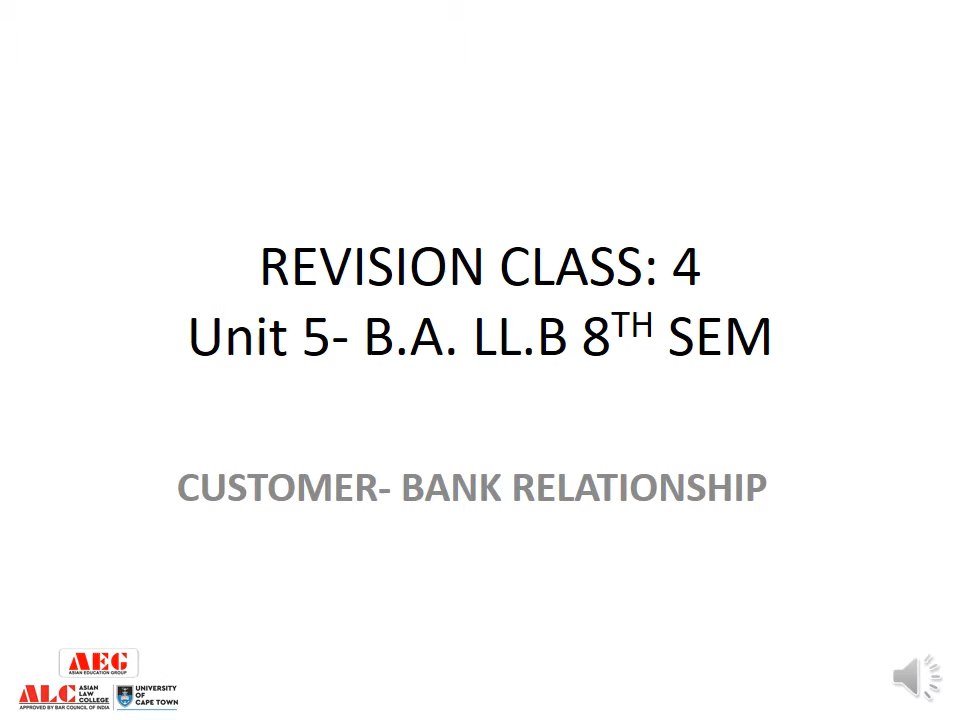 REVISION CLASS: 4
Unit 5- B.A. LL.B 8TH SEM
CUSTOMER- BANK RELATIONSHIP
AEG
ASIAN EDUCATION GROUP
ALC ASIAN LAW COLLEGE
APPROVED BY BAR COUNCIL OF INDIA
UNIVERSITY OF CAPE TOWN